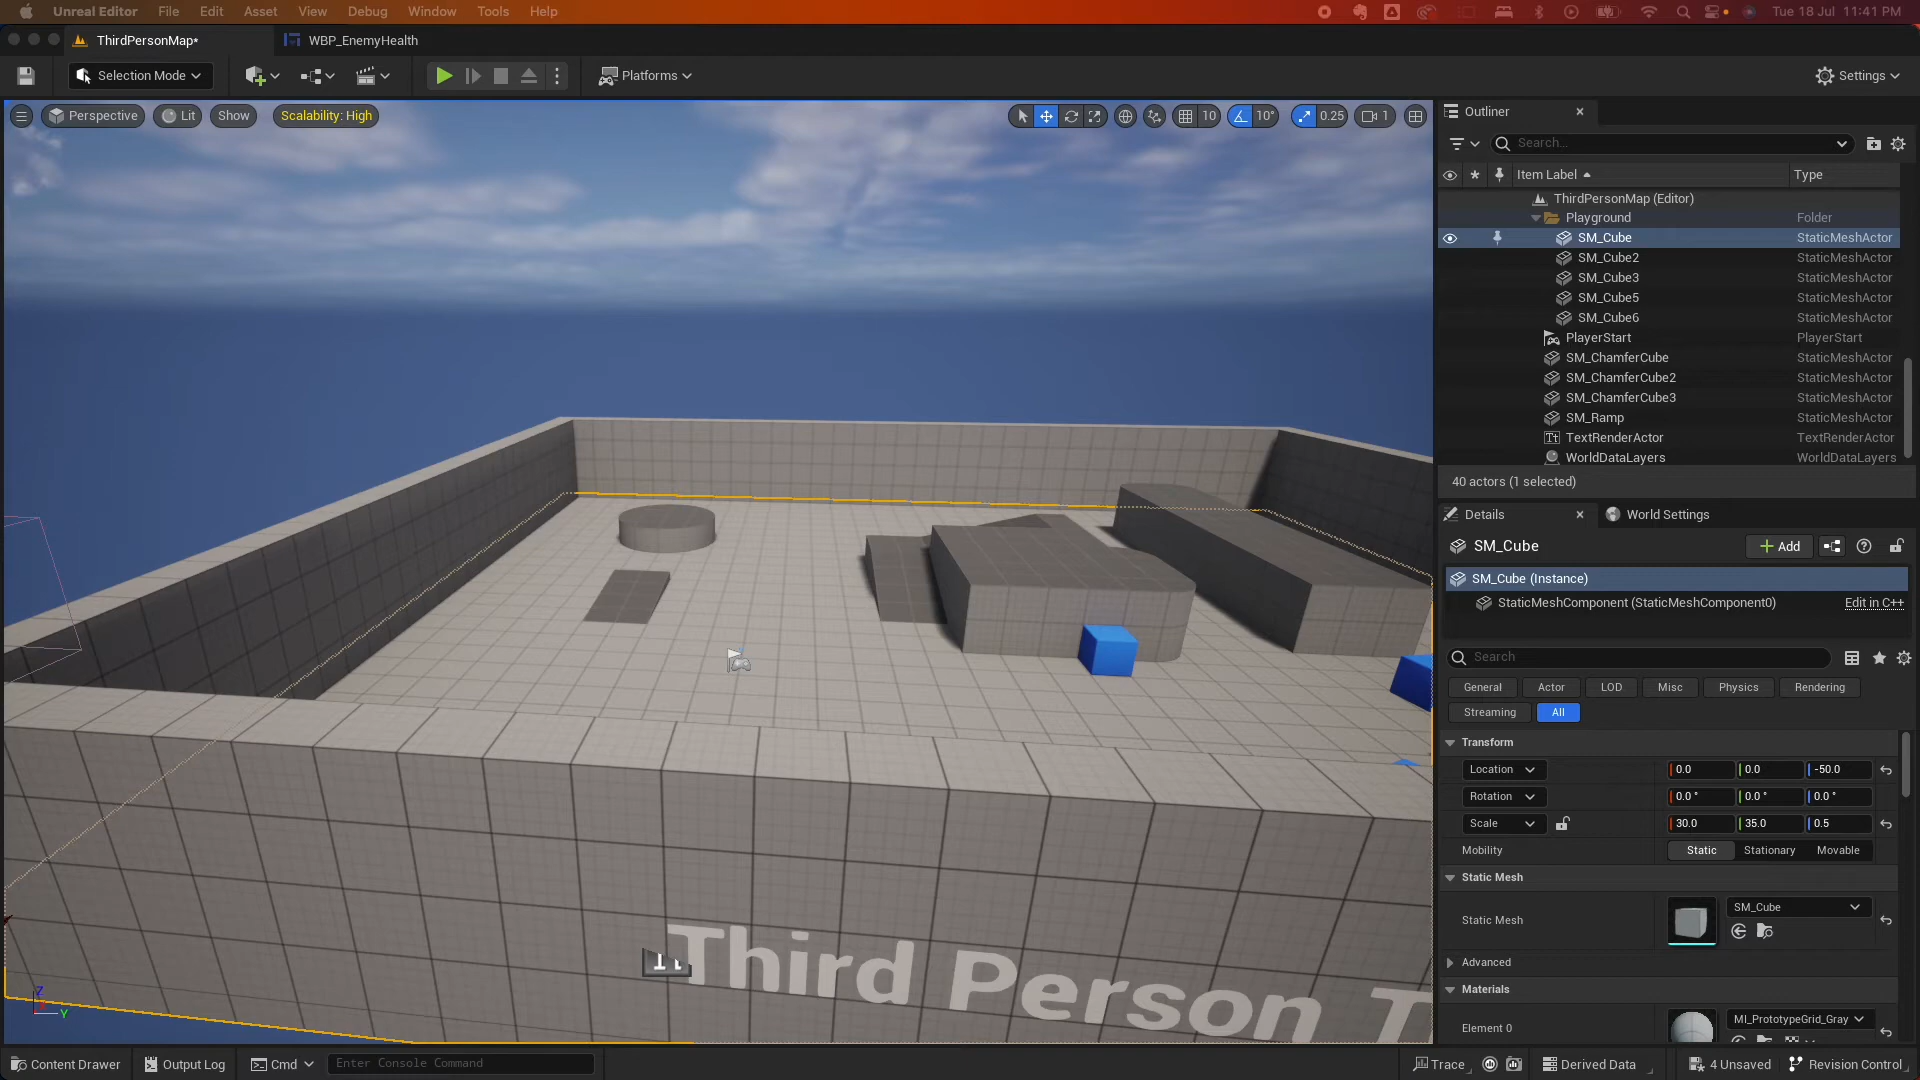 Unreal Editor File Edit Asset View Debug Window Tools Help Tue 18 Jul 11:41 PM
ThirdPersonMap* WBP_EnemyHealth
Selection Mode Platforms Settings
Perspective Lit Show Scalability: High 10 10° 0.25 1
Outliner
Search...
Item Label Type
ThirdPersonMap (Editor)
Playground Folder
SM_Cube StaticMeshActor
SM_Cube2 StaticMeshActor
SM_Cube3 StaticMeshActor
SM_Cube5 StaticMeshActor
SM_Cube6 StaticMeshActor
PlayerStart PlayerStart
SM_ChamferCube StaticMeshActor
SM_ChamferCube2 StaticMeshActor
SM_ChamferCube3 StaticMeshActor
SM_Ramp StaticMeshActor
TextRenderActor TextRenderActor
WorldDataLayers WorldDataLayers
40 actors (1 selected)
Details World Settings
SM_Cube Add
SM_Cube (Instance)
StaticMeshComponent (StaticMeshComponent0) Edit in C++
Search
General Actor LOD Misc Physics Rendering
Streaming All
Transform
Location 0.0 0.0 -50.0
Rotation 0.0 ° 0.0 ° 0.0 °
Scale 30.0 35.0 0.5
Mobility Static Stationary Movable
Static Mesh
Static Mesh SM_Cube
Advanced
Materials
Element 0 MI_PrototypeGrid_Gray
Third Person T
Z
Y
Content Drawer Output Log Cmd Enter Console Command Trace Derived Data 4 Unsaved Revision Control